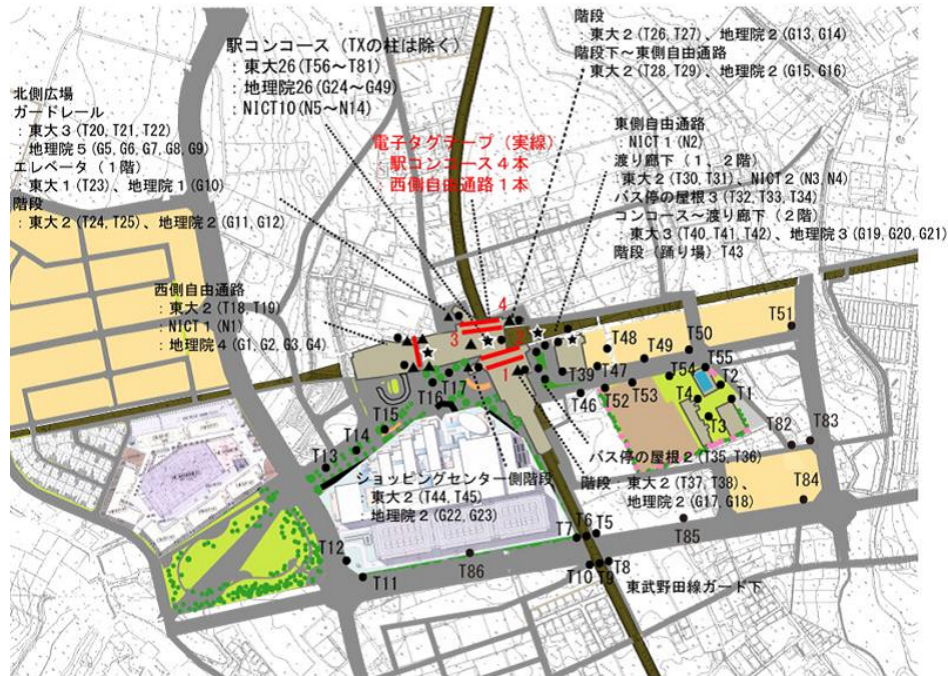 駅コンコース（TXの柱は除く）
：東大26(T56～T81)
：地理院26(G24～G49)
：NICT10(N5～N14)
階段
：東大2(T26, T27)、地理院2(G13, G14)
階段下～東側自由通路
：東大2(T28, T29)、地理院2(G15, G16)
北側広場
ガードレール
：東大3(T20, T21, T22)
：地理院5(G5, G6, G7, G8, G9)
エレベータ（1階）
：東大1(T23)、地理院1(G10)
階段
：東大2(T24, T25)、地理院2(G11, G12)
電子タグテープ（実線）
：駅コンコース4本
：西側自由通路1本
東側自由通路
：NICT1(N2)
渡り廊下（1、2階）
：東大2(T30, T31)、NICT2(N3, N4)
バス停の屋根3(T32, T33, T34)
コンコース～渡り廊下（2階）
：東大3(T40, T41, T42)、地理院3(G19, G20, G21)
階段（踊り場）T43
西側自由通路
：東大2(T18, T19)
：NICT1(N1)
：地理院4(G1, G2, G3, G4)
4
3
1
T51
T50
T48
T49
T55
T54
T47
T39
T2
T17
T16
T46
T52
T53
T4
T1
T3
T15
T14
T13
T82
T83
T84
バス停の屋根2(T35, T36)
階段：東大2(T37, T38)、
地理院2(G17, G18)
ショッピングセンター側階段
東大2(T44, T45)
地理院2(G22, G23)
T7
T6
T5
T85
T12
T11
T86
T10
T9
T8
東武野田線ガード下